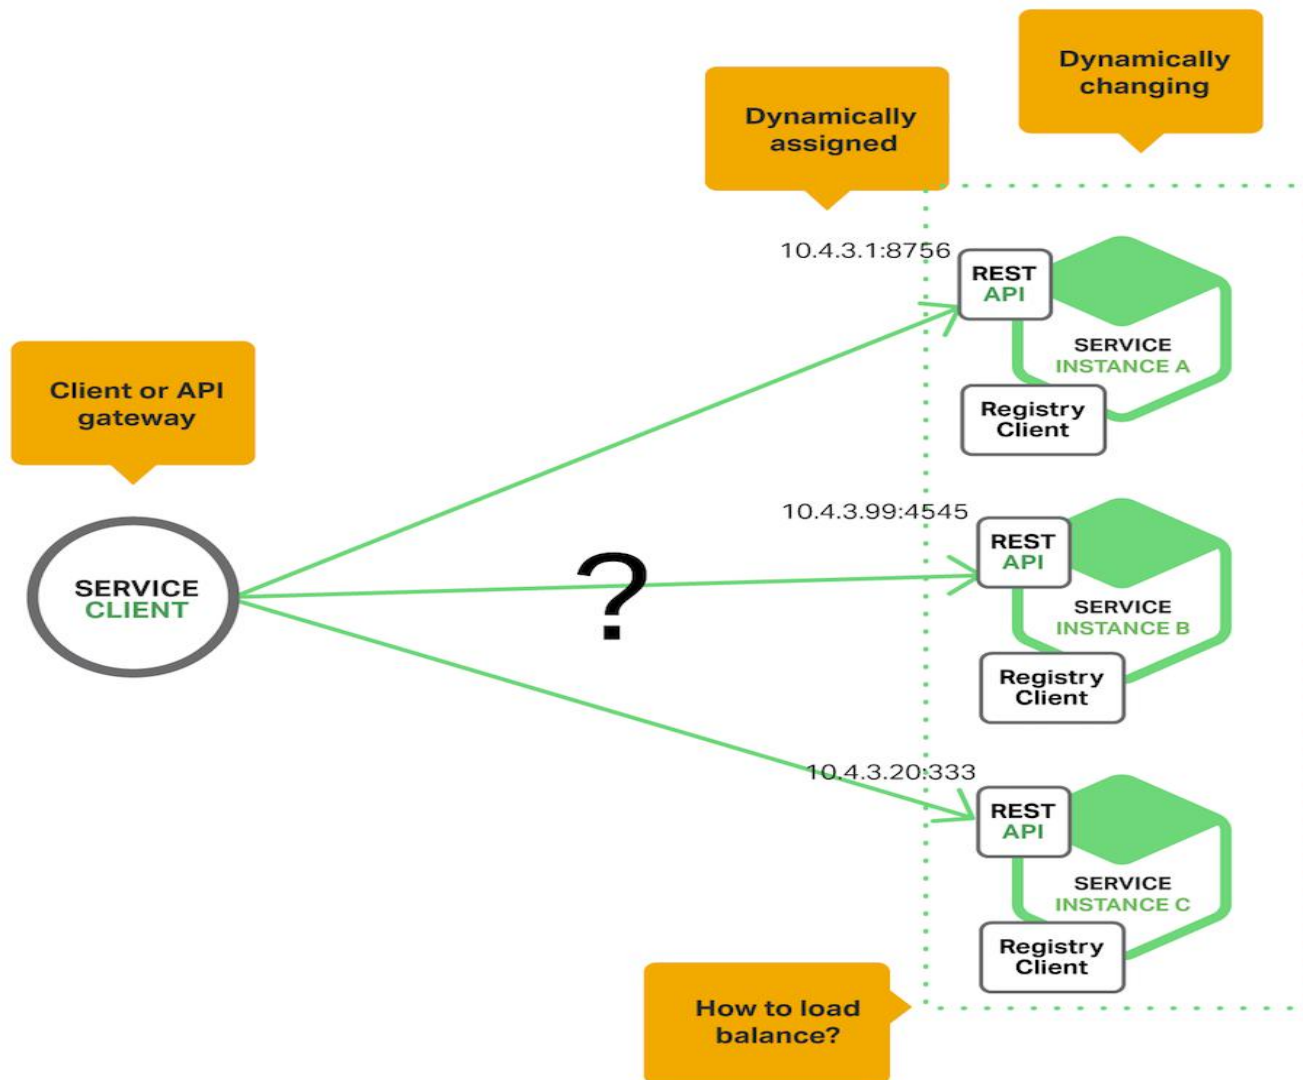 Dynamically
changing
Dynamically
assigned
10.4.3.1:8756
REST
API
SERVICE
INSTANCE A
Registry
Client
Client or API
gateway
10.4.3.99:4545
REST
API
SERVICE
INSTANCE B
?
SERVICE
CLIENT
Registry
Client
10.4.3.20:333
REST
API
SERVICE
INSTANCE C
Registry
Client
How to load
balance?